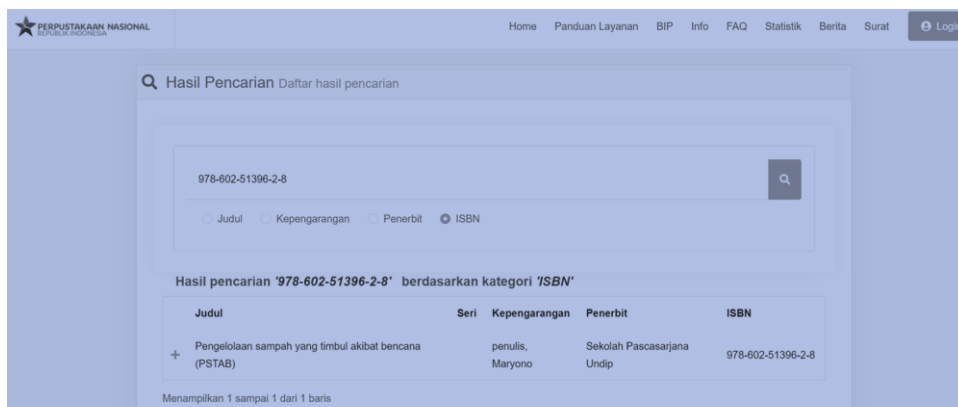 PERPUSTAKAAN NASIONAL
REPUBLIK INDONESIA
Home Panduan Layanan BIP Info FAQ Statistik Berita Surat Login
Hasil Pencarian Daftar hasil pencarian
978-602-51396-2-8
Judul Kepengarangan Penerbit ISBN
Hasil pencarian '978-602-51396-2-8' berdasarkan kategori 'ISBN'
Judul Seri Kepengarangan Penerbit ISBN
Pengelolaan sampah yang timbul akibat bencana (PSTAB) penulis, Maryono Sekolah Pascasarjana Undip 978-602-51396-2-8
Menampilkan 1 sampai 1 dari 1 baris